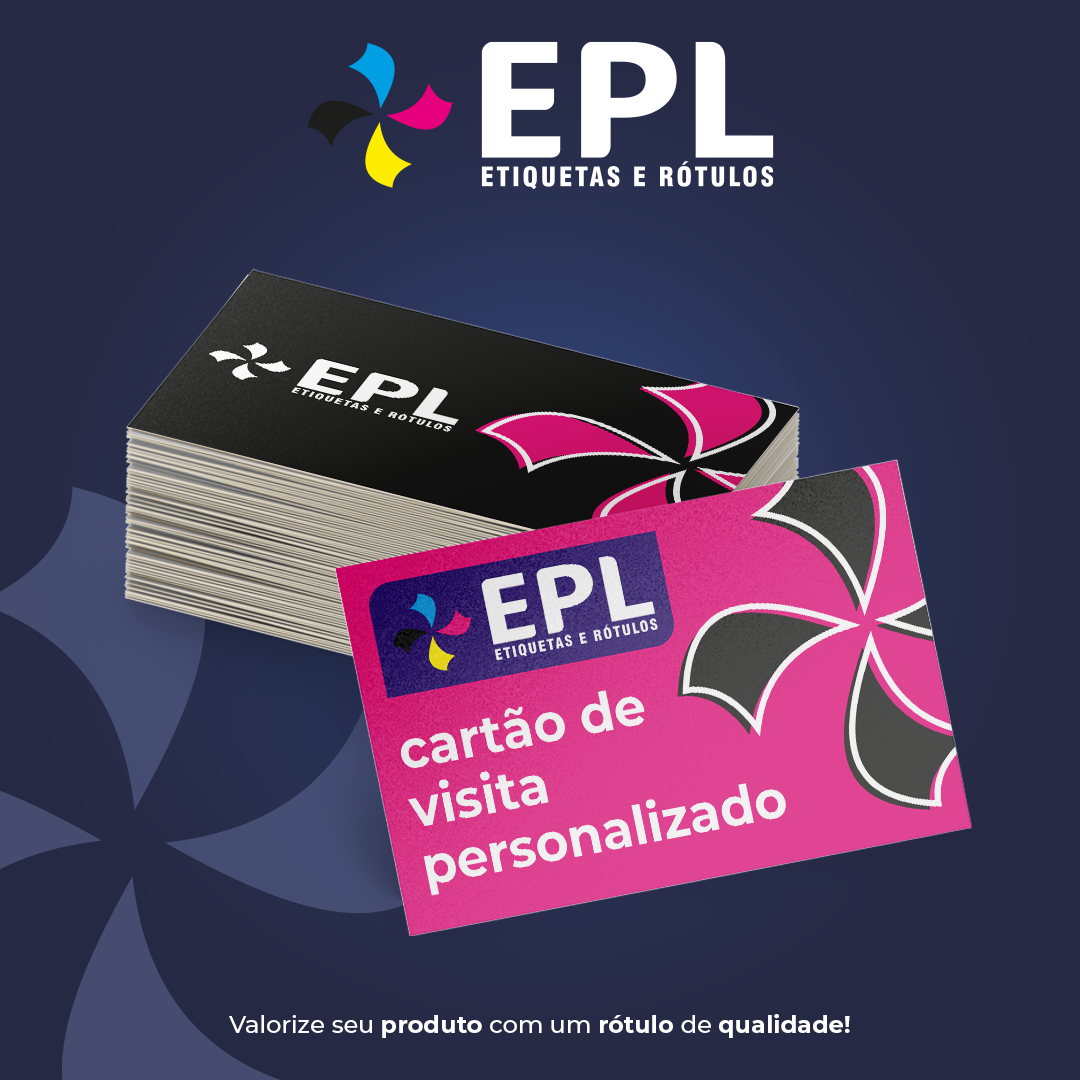 EPL
ETIQUETAS E RÓTULOS
EPL
ETIQUETAS E RÓTULOS
EPL
ETIQUETAS E RÓTULOS
cartão de
visita
personalizado
Valorize seu produto com um rótulo de qualidade!